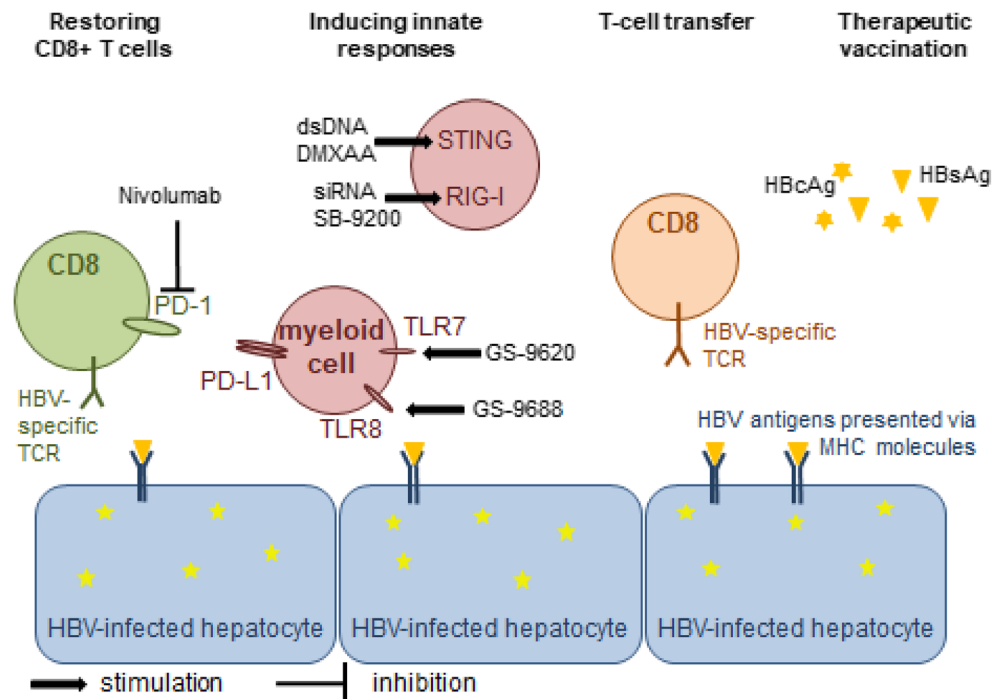 Restoring
CD8+ T cells
Inducing innate
responses
T-cell transfer
Therapeutic
vaccination
dsDNA
DMXAA
STING
siRNA
SB-9200
RIG-I
Nivolumab
CD8
PD-1
HBV-
specific
TCR
myeloid
cell
PD-L1
TLR7
GS-9620
TLR8
GS-9688
CD8
HBV-specific
TCR
HBcAg
HBsAg
HBV antigens presented via
MHC molecules
HBV-infected hepatocyte
HBV-infected hepatocyte
HBV-infected hepatocyte
stimulation
inhibition